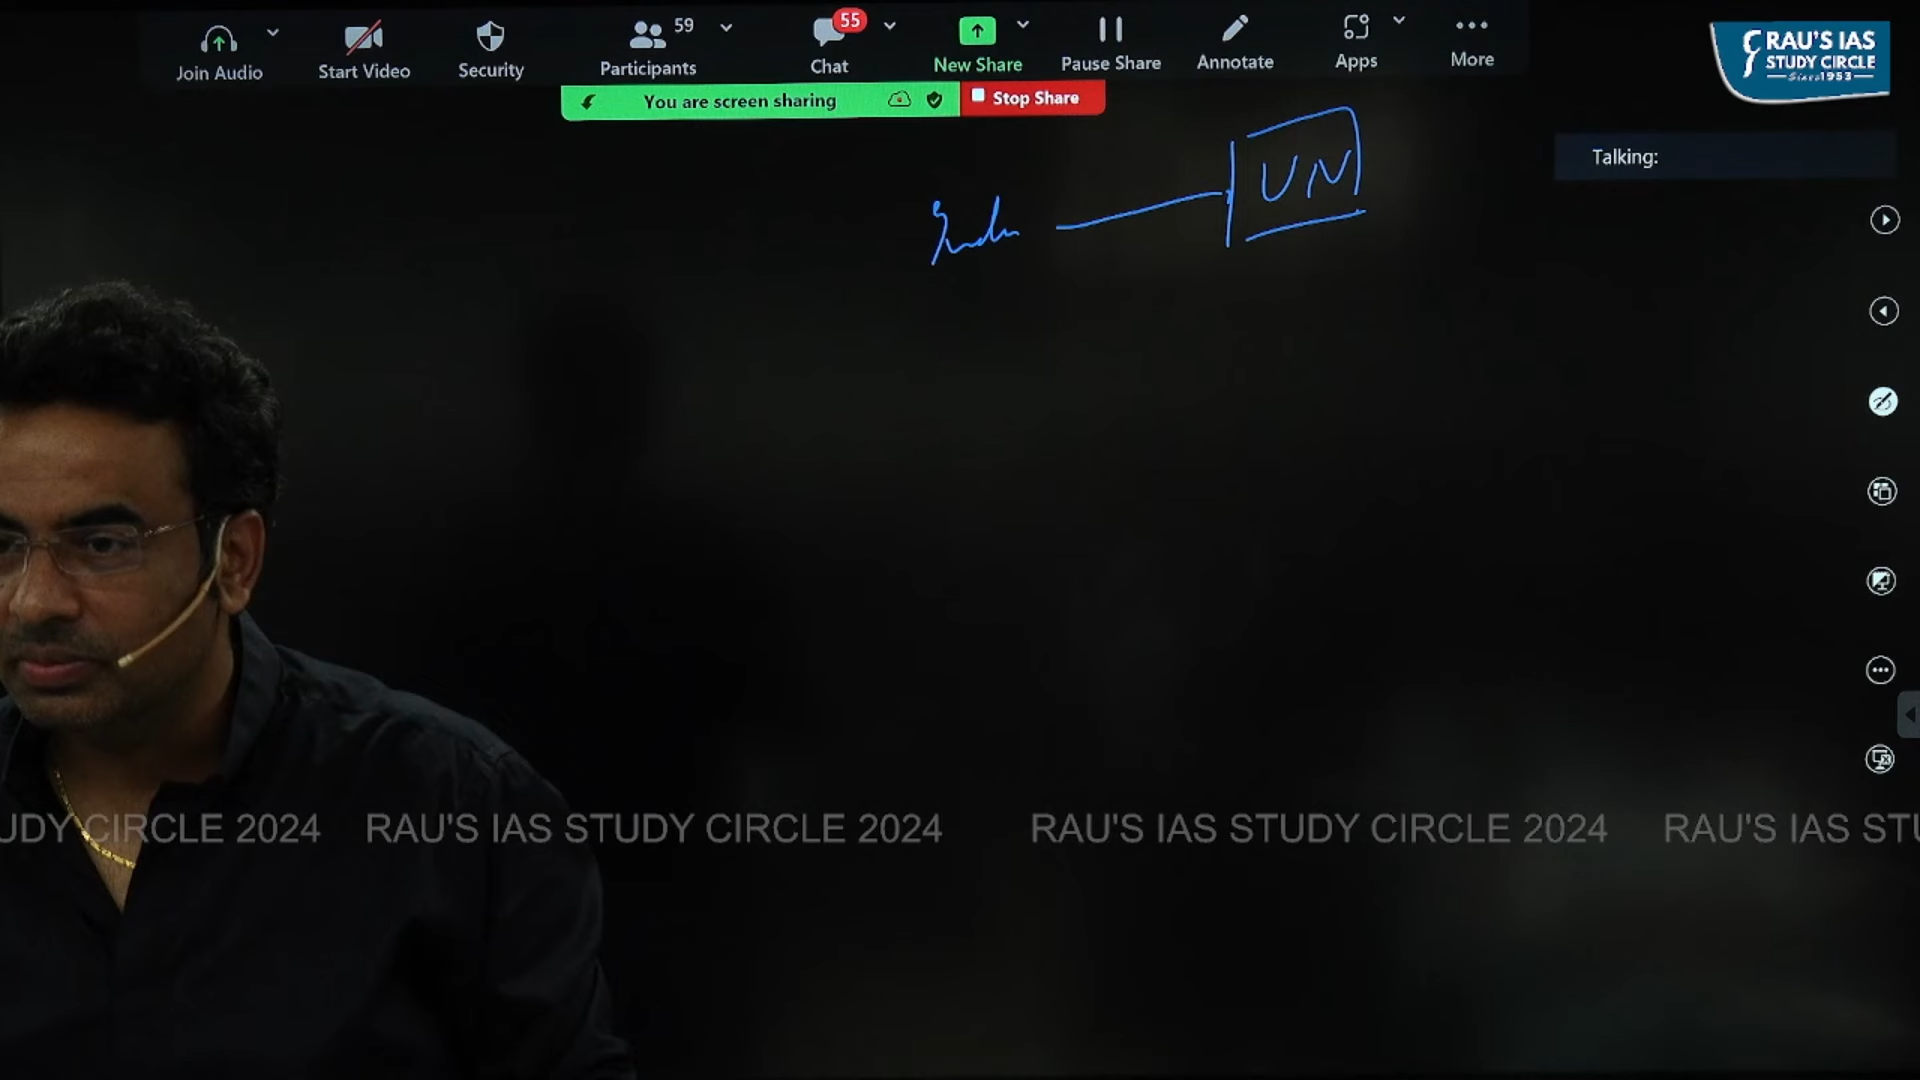 59
55
Join Audio
Start Video
Security
Participants
Chat
New Share
Pause Share
Annotate
Apps
More
RAU'S IAS
STUDY CIRCLE
Since 1953
You are screen sharing
Stop Share
Talking:
UN
India
UDY CIRCLE 2024 RAU'S IAS STUDY CIRCLE 2024 RAU'S IAS STUDY CIRCLE 2024 RAU'S IAS STU